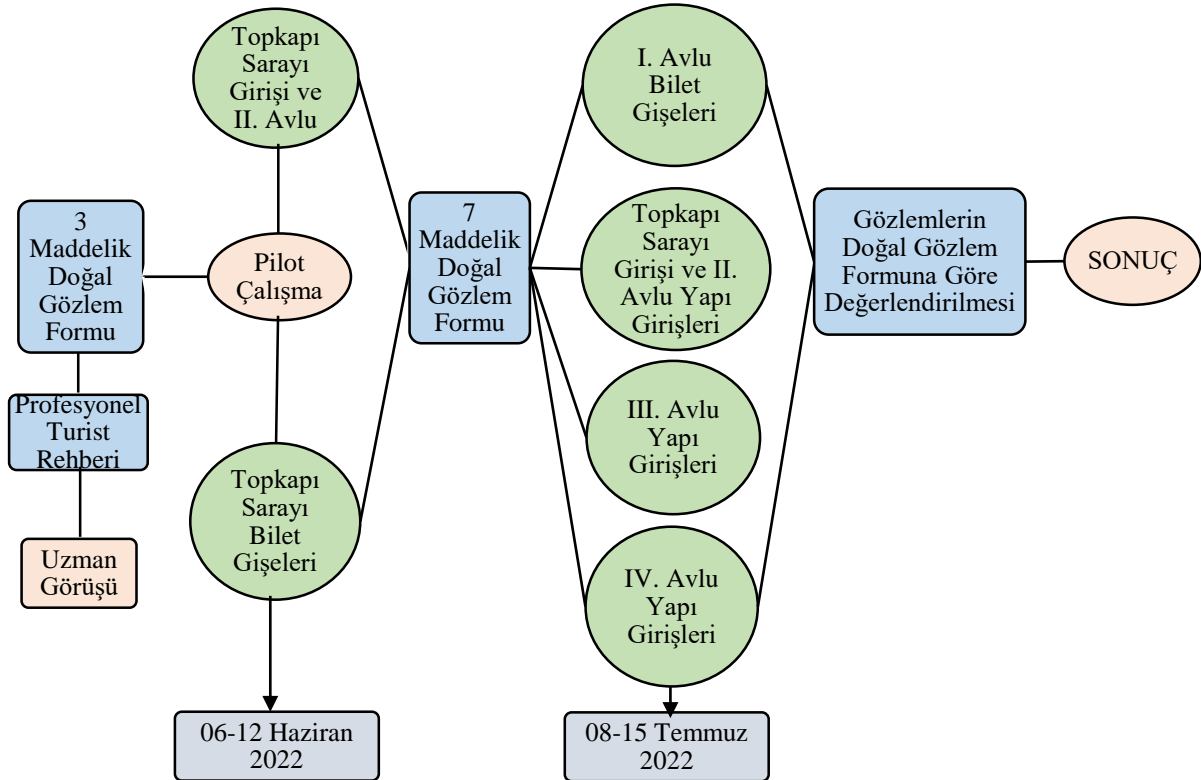 3
Maddelik
Doğal
Gözlem
Formu
Profesyonel
Turist
Rehberi
Uzman
Görüşü
Topkapı
Sarayı
Girişi ve
II. Avlu
Pilot
Çalışma
Topkapı
Sarayı
Bilet
Gişeleri
06-12 Haziran
2022
7
Maddelik
Doğal
Gözlem
Formu
I. Avlu
Bilet
Gişeleri
Topkapı
Sarayı
Girişi ve II.
Avlu Yapı
Girişleri
III. Avlu
Yapı
Girişleri
IV. Avlu
Yapı
Girişleri
08-15 Temmuz
2022
Gözlemlerin
Doğal Gözlem
Formuna Göre
Değerlendirilmesi
SONUÇ